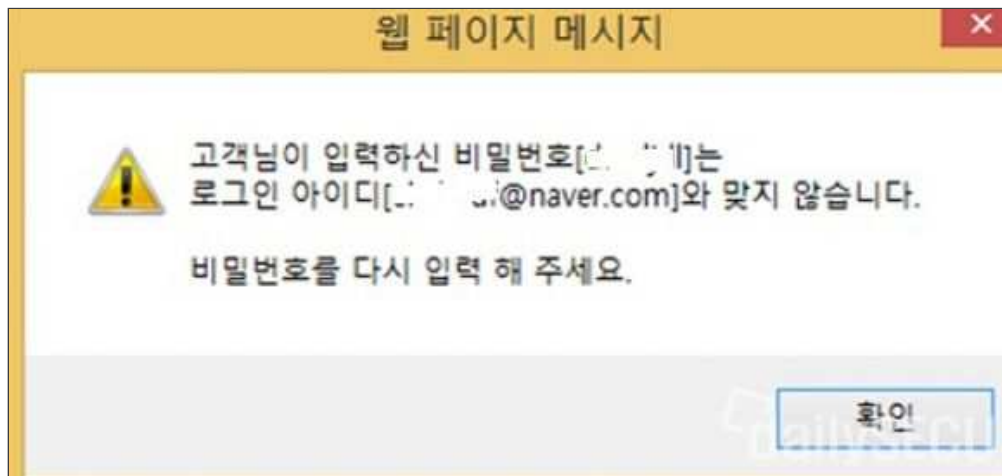 웹 페이지 메시지
고객님이 입력하신 비밀번호[]는
로그인 아이디[@naver.com]와 맞지 않습니다.
비밀번호를 다시 입력 해 주세요.
확인
dailySECU